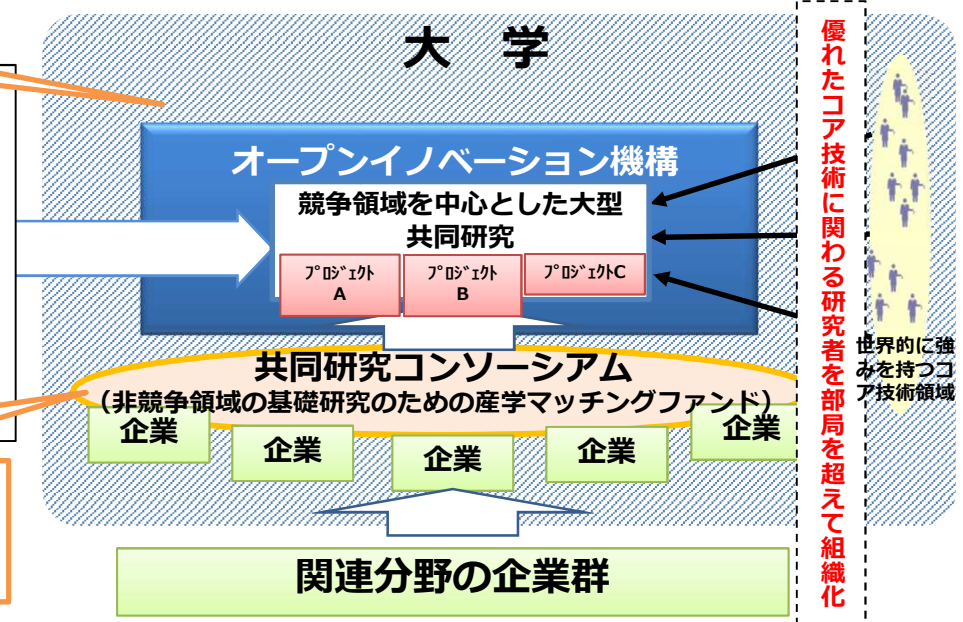 大　学
オープンイノベーション機構
競争領域を中心とした大型
共同研究
ﾌﾟﾛｼﾞｪｸﾄ
A
ﾌﾟﾛｼﾞｪｸﾄ
B
ﾌﾟﾛｼﾞｪｸﾄC
共同研究コンソーシアム
（非競争領域の基礎研究のための産学マッチングファンド）
企業
企業
企業
企業
企業
関連分野の企業群
優れたコア技術に関わる研究者を部局を超えて組織化
世界的に強
みを持つコ
ア技術領域